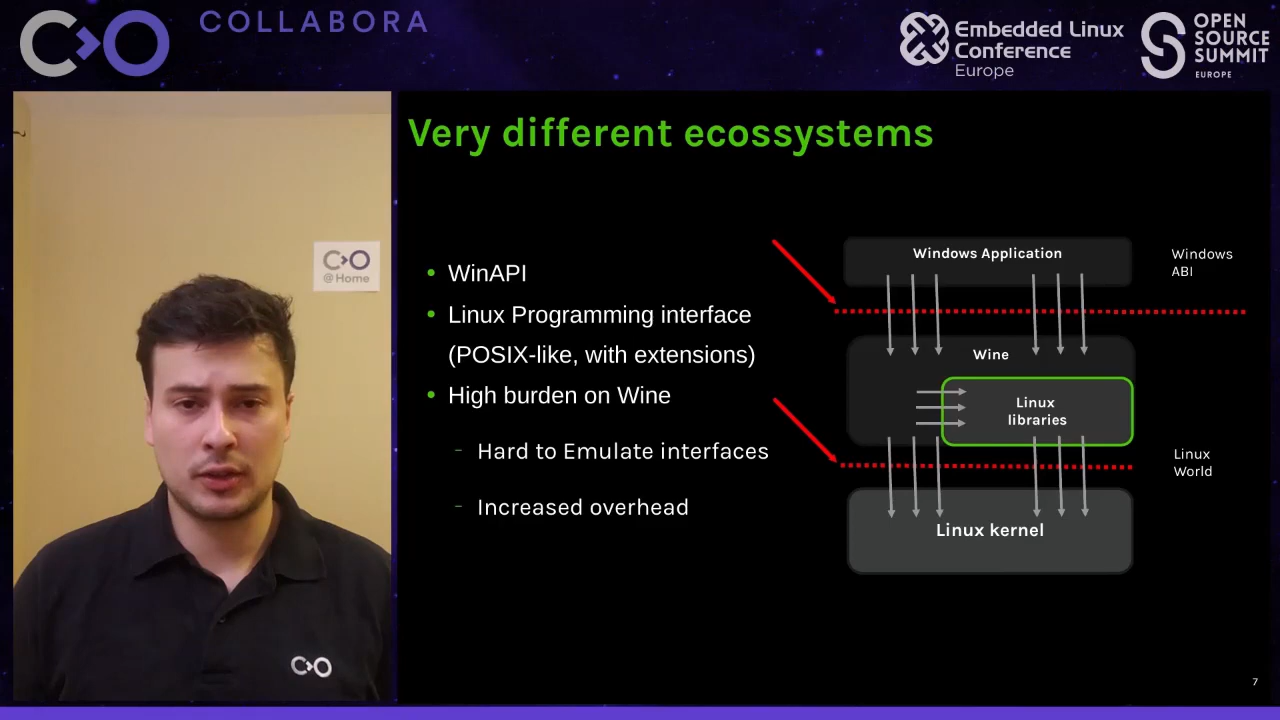 COLLABORA
Embedded Linux
Conference
Europe
OPEN
SOURCE
SUMMIT
EUROPE
@Home
Very different ecossystems
WinAPI
Linux Programming interface
(POSIX-like, with extensions)
High burden on Wine
- Hard to Emulate interfaces
- Increased overhead
Windows Application
Windows
ABI
Wine
Linux
libraries
Linux
World
Linux kernel
7